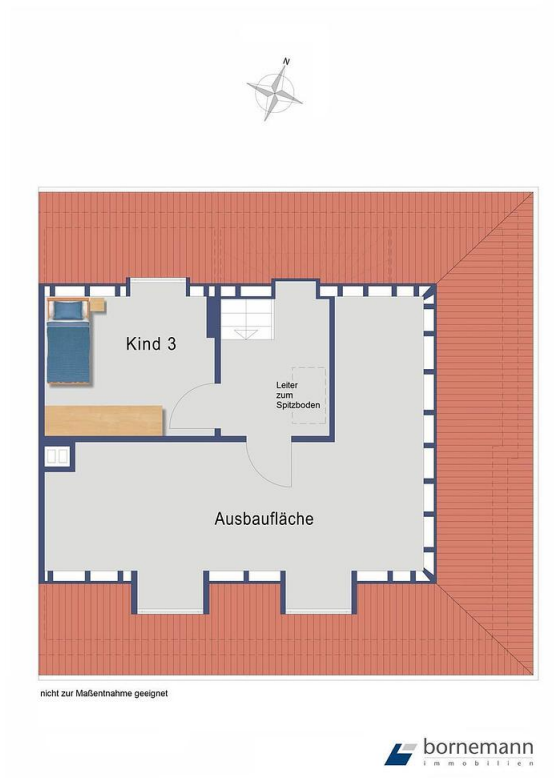 N
Kind 3
Leiter
zum
Spitzboden
Ausbaufläche
nicht zur Maßentnahme geeignet
bornemann
immobilien